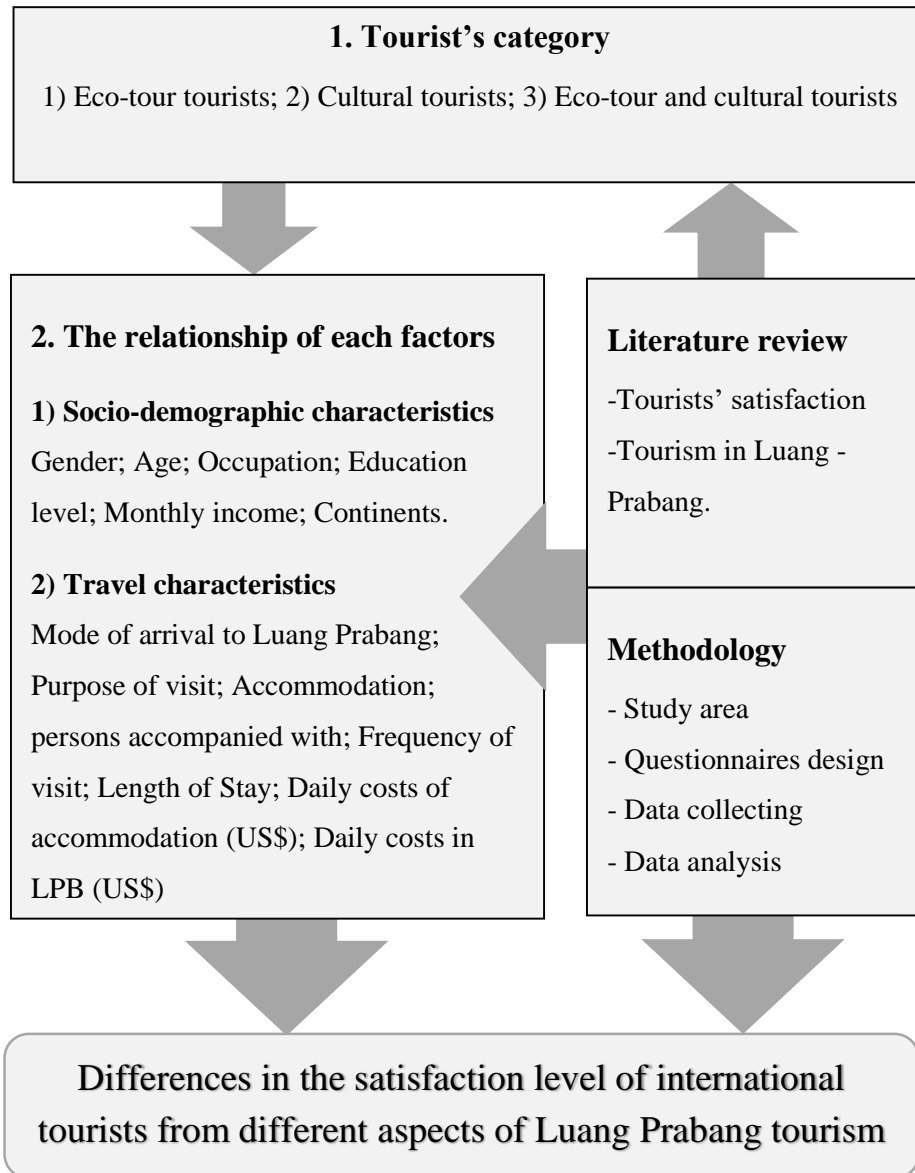 1. Tourist’s category
1) Eco-tour tourists; 2) Cultural tourists; 3) Eco-tour and cultural tourists
2. The relationship of each factors
1) Socio-demographic characteristics
Gender; Age; Occupation; Education
level; Monthly income; Continents.
2) Travel characteristics
Mode of arrival to Luang Prabang;
Purpose of visit; Accommodation;
persons accompanied with; Frequency of
visit; Length of Stay; Daily costs of
accommodation (US$); Daily costs in
LPB (US$)
Literature review
-Tourists’ satisfaction
-Tourism in Luang -
Prabang.
Methodology
- Study area
- Questionnaires design
- Data collecting
- Data analysis
Differences in the satisfaction level of international
tourists from different aspects of Luang Prabang tourism